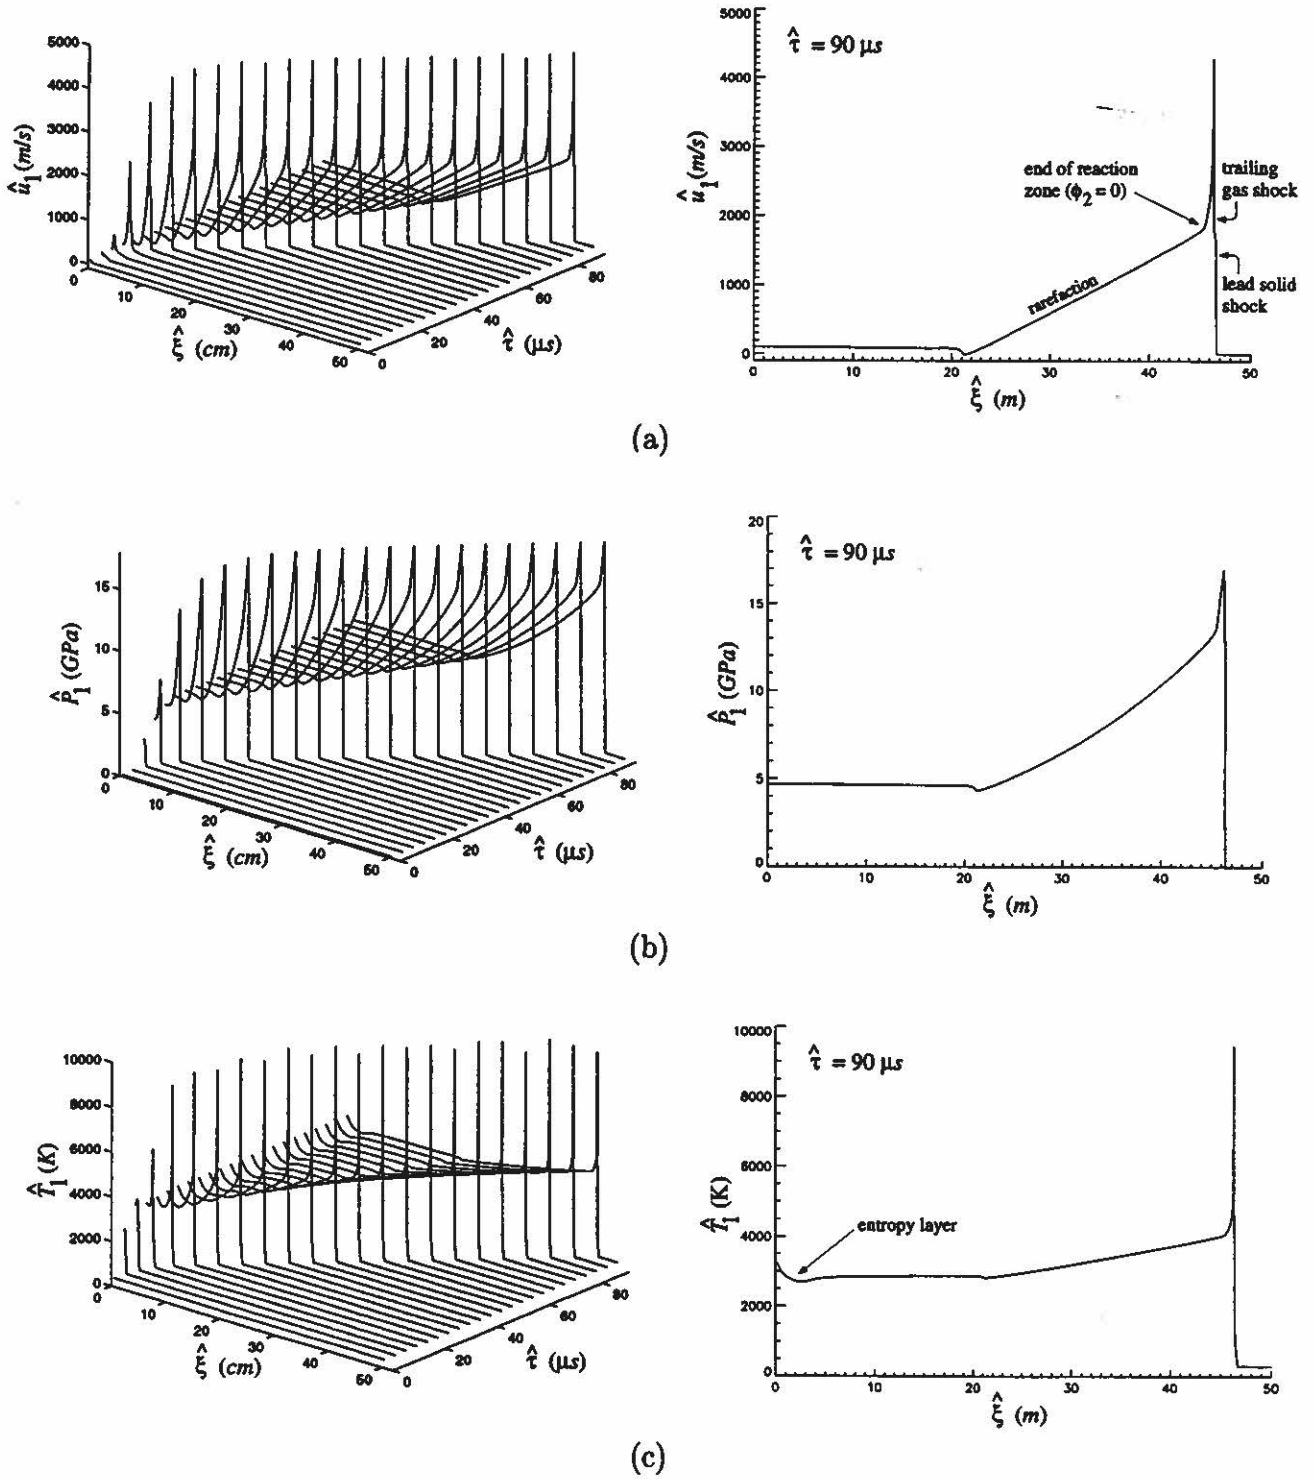 5000
4000
3000
2000
1000
0
û₁ (m/s)
0
10
20
30
40
50
ξ̂ (cm)
0
20
40
60
80
τ̂ (μs)
5000
4000
3000
2000
1000
0
û₁ (m/s)
τ̂ = 90 μs
end of reaction
zone (ϕ₂ = 0)
trailing
gas shock
rarefaction
lead solid
shock
0
10
20
30
40
50
ξ̂ (m)
(a)
15
10
5
0
P̂₁ (GPa)
0
10
20
30
40
50
ξ̂ (cm)
0
20
40
60
80
τ̂ (μs)
20
15
10
5
0
P̂₁ (GPa)
τ̂ = 90 μs
0
10
20
30
40
50
ξ̂ (m)
(b)
10000
8000
6000
4000
2000
0
T̂₁ (K)
0
10
20
30
40
50
ξ̂ (cm)
0
20
40
60
80
τ̂ (μs)
10000
8000
6000
4000
2000
0
T̂₁ (K)
τ̂ = 90 μs
entropy layer
0
10
20
30
40
50
ξ̂ (m)
(c)